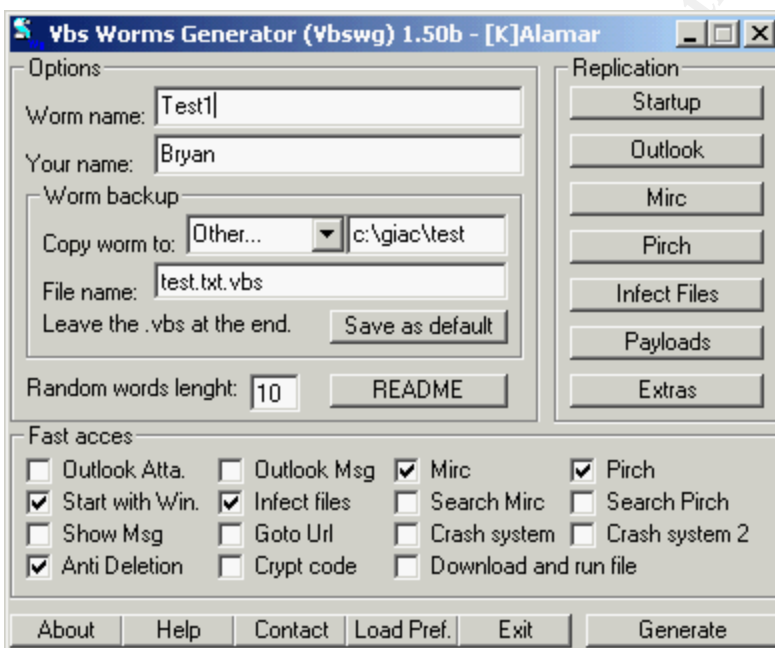 Vbs Worms Generator (Vbswg) 1.50b - [K]Alamar
Options
Worm name: Test1
Your name: Bryan
Worm backup
Copy worm to: Other... c:\giac\test
File name: test.txt.vbs
Leave the .vbs at the end. Save as default
Random words lenght: 10 README
Replication
Startup
Outlook
Mirc
Pirch
Infect Files
Payloads
Extras
Fast acces
Outlook Atta. Outlook Msg Mirc Pirch
Start with Win. Infect files Search Mirc Search Pirch
Show Msg Goto Url Crash system Crash system 2
Anti Deletion Crypt code Download and run file
About Help Contact Load Pref. Exit Generate